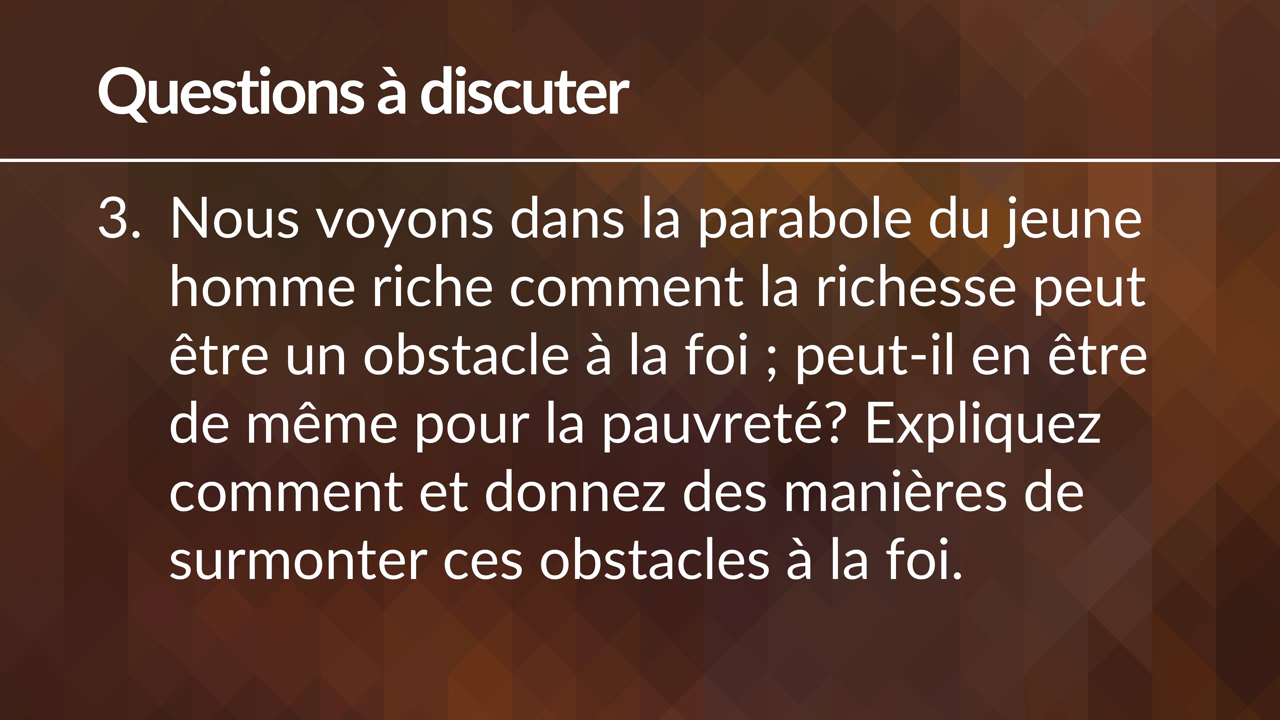 Questions à discuter
3. Nous voyons dans la parabole du jeune
homme riche comment la richesse peut
être un obstacle à la foi ; peut-il en être
de même pour la pauvreté? Expliquez
comment et donnez des manières de
surmonter ces obstacles à la foi.